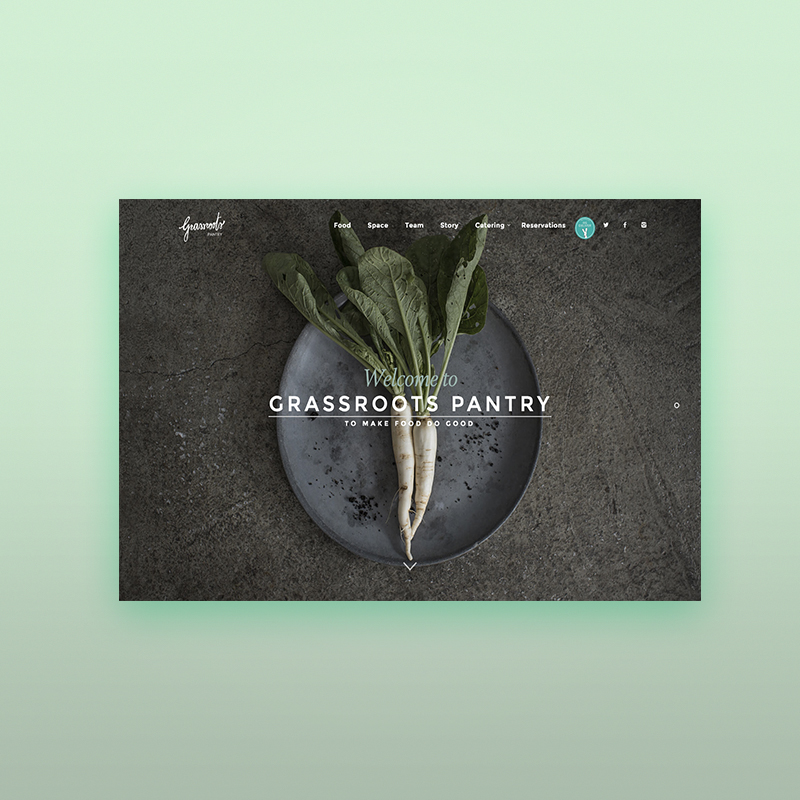 Grassroots
PANTRY
Food Space Team Story Catering Reservations
Welcome to
GRASSROOTS PANTRY
TO MAKE FOOD DO GOOD